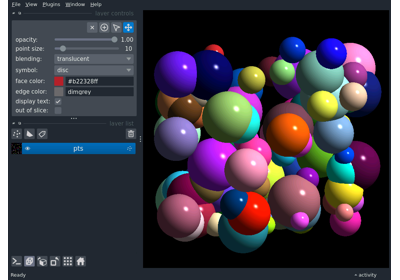 File View Plugins Window Help
layer controls
opacity: 1.00
point size: 10
blending: translucent
symbol: disc
face color: #b22328ff
edge color: dimgrey
display text:
out of slice:
layer list
pts
Ready
activity